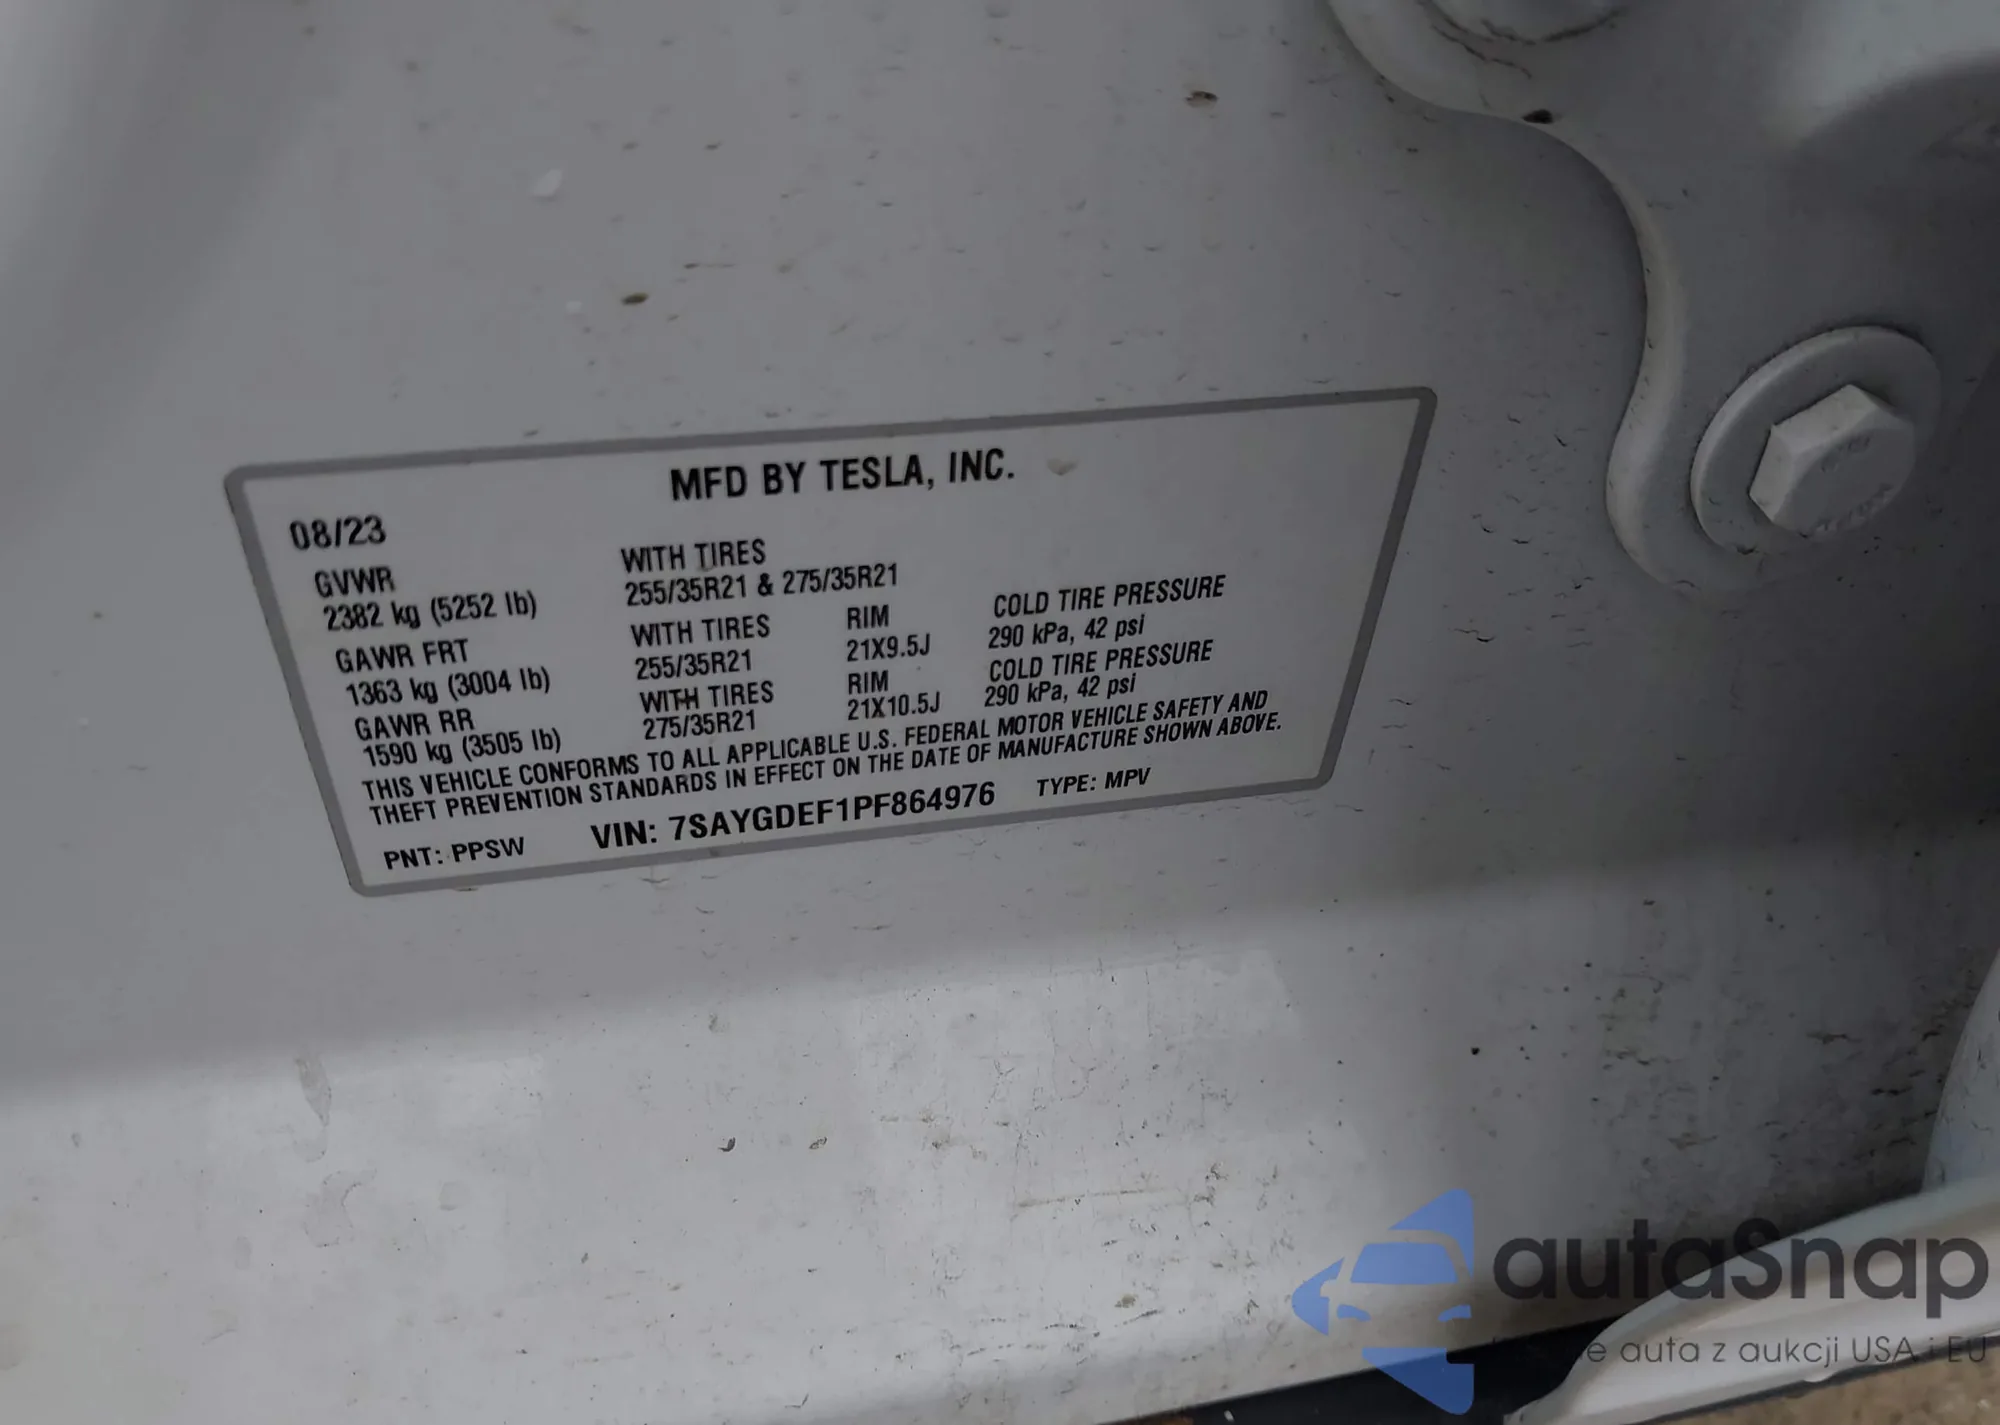 MFD BY TESLA, INC.
08/23
GVWR WITH TIRES
2382 kg (5252 lb) 255/35R21 & 275/35R21
GAWR FRT WITH TIRES RIM COLD TIRE PRESSURE
1363 kg (3004 lb) 255/35R21 21X9.5J 290 kPa, 42 psi
GAWR RR WITH TIRES RIM COLD TIRE PRESSURE
1590 kg (3505 lb) 275/35R21 21X10.5J 290 kPa, 42 psi
THIS VEHICLE CONFORMS TO ALL APPLICABLE U.S. FEDERAL MOTOR VEHICLE SAFETY AND
THEFT PREVENTION STANDARDS IN EFFECT ON THE DATE OF MANUFACTURE SHOWN ABOVE.
PNT: PPSW VIN: 7SAYGDEF1PF864976 TYPE: MPV
autaSnap
auta z aukcji USA i EU